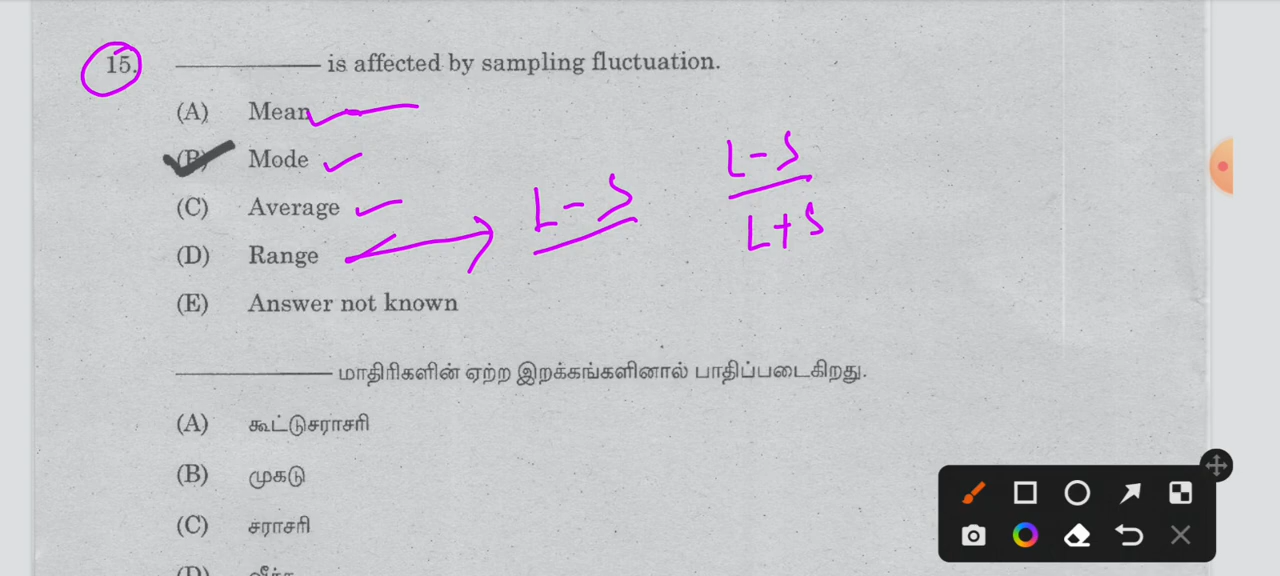 15. ________ is affected by sampling fluctuation.
(A) Mean
(B) Mode
(C) Average
(D) Range
(E) Answer not known
L - S
L - S
L + S
________ மாதிரிகளின் ஏற்ற இறக்கங்களினால் பாதிப்படைகிறது.
(A) கூட்டுசராசரி
(B) முகடு
(C) சராசரி
(D)